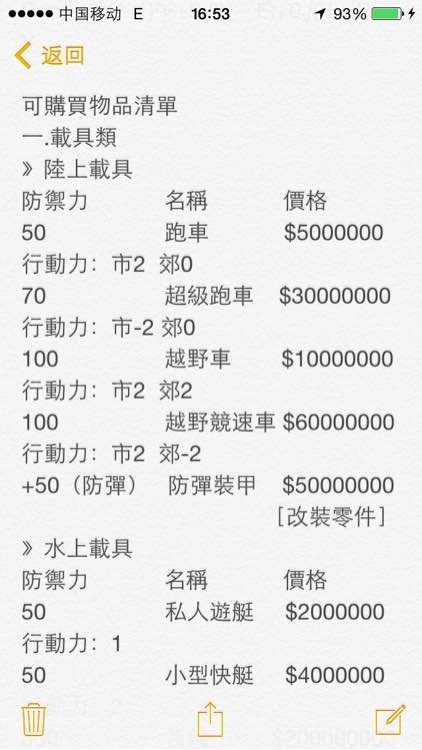 中国移动 E 16:53 93%
返回
可購買物品清單
一.載具類
》陸上載具
防禦力 名稱 價格
50 跑車 $5000000
行動力：市2 郊0
70 超級跑車 $30000000
行動力：市-2 郊0
100 越野車 $10000000
行動力：市2 郊2
100 越野競速車 $60000000
行動力：市2 郊-2
+50（防彈） 防彈裝甲 $50000000
[改裝零件]
》水上載具
防禦力 名稱 價格
50 私人遊艇 $2000000
行動力：1
50 小型快艇 $4000000